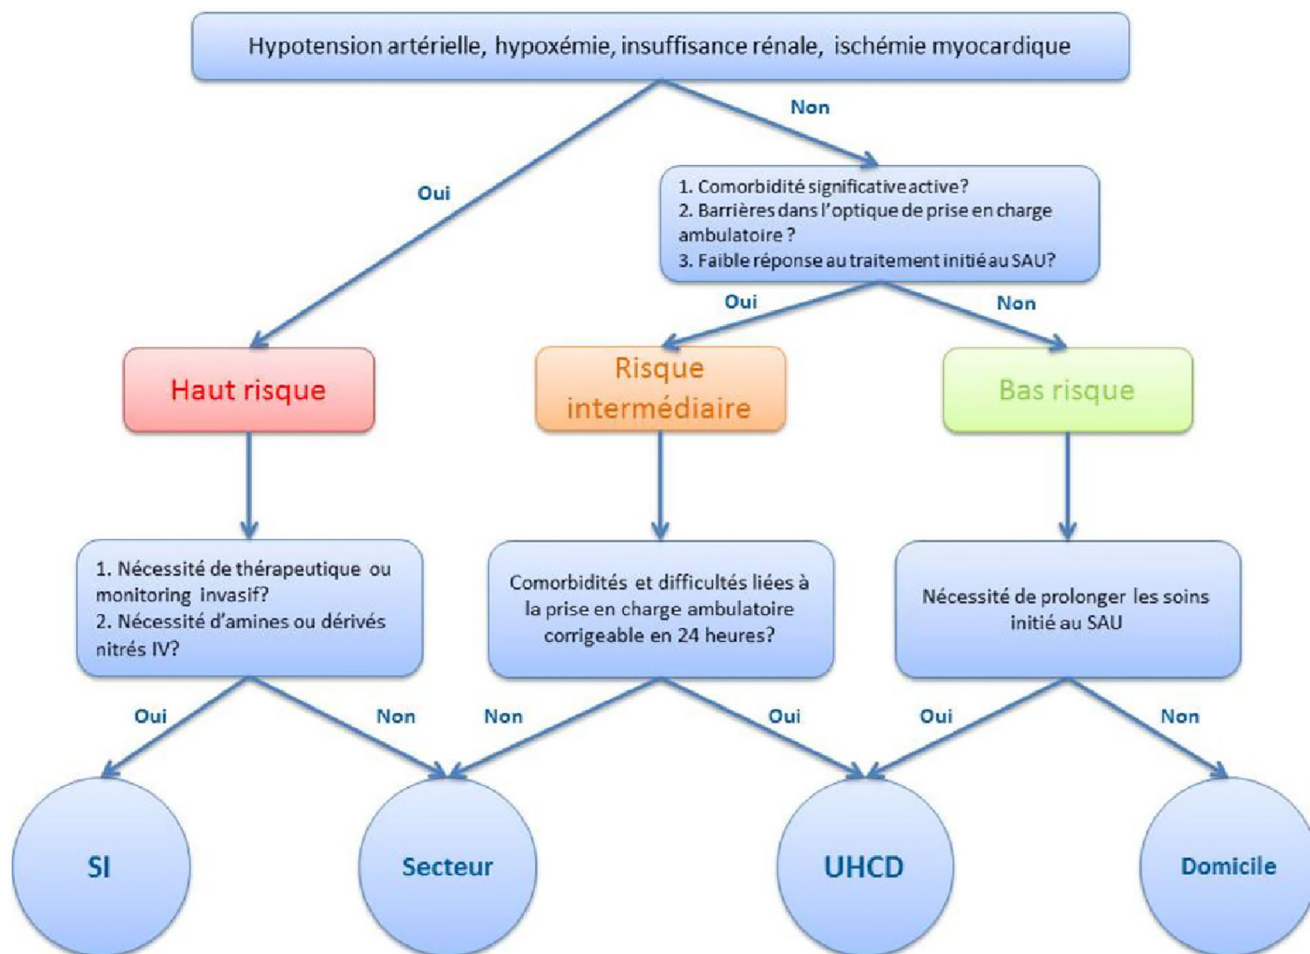 Hypotension artérielle, hypoxémie, insuffisance rénale, ischémie myocardique
Non
Oui
1. Comorbidité significative active?
2. Barrières dans l'optique de prise en charge
ambulatoire ?
3. Faible réponse au traitement initié au SAU?
Oui
Non
Haut risque
Risque
intermédiaire
Bas risque
1. Nécessité de thérapeutique ou
monitoring invasif?
2. Nécessité d'amines ou dérivés
nitrés IV?
Comorbidités et difficultés liées à
la prise en charge ambulatoire
corrigeable en 24 heures?
Nécessité de prolonger les soins
initié au SAU
Oui
Non
Non
Oui
Oui
Non
SI
Secteur
UHCD
Domicile